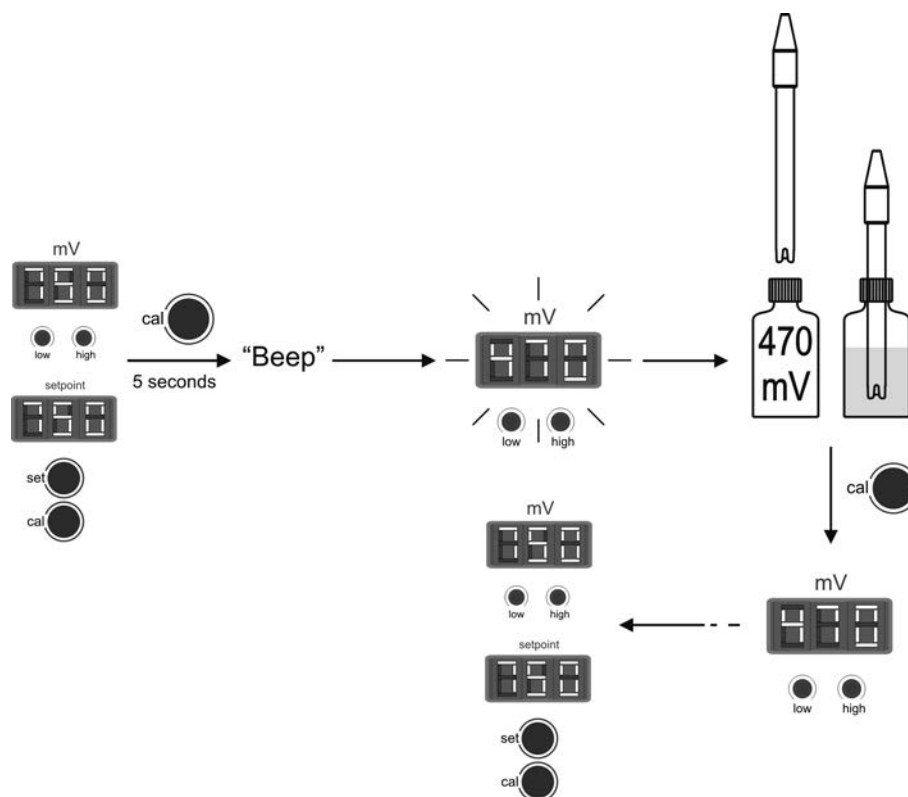 mV
low
high
setpoint
set
cal
cal
5 seconds
“Beep”
mV
low
high
470
mV
cal
mV
low
high
mV
low
high
setpoint
set
cal